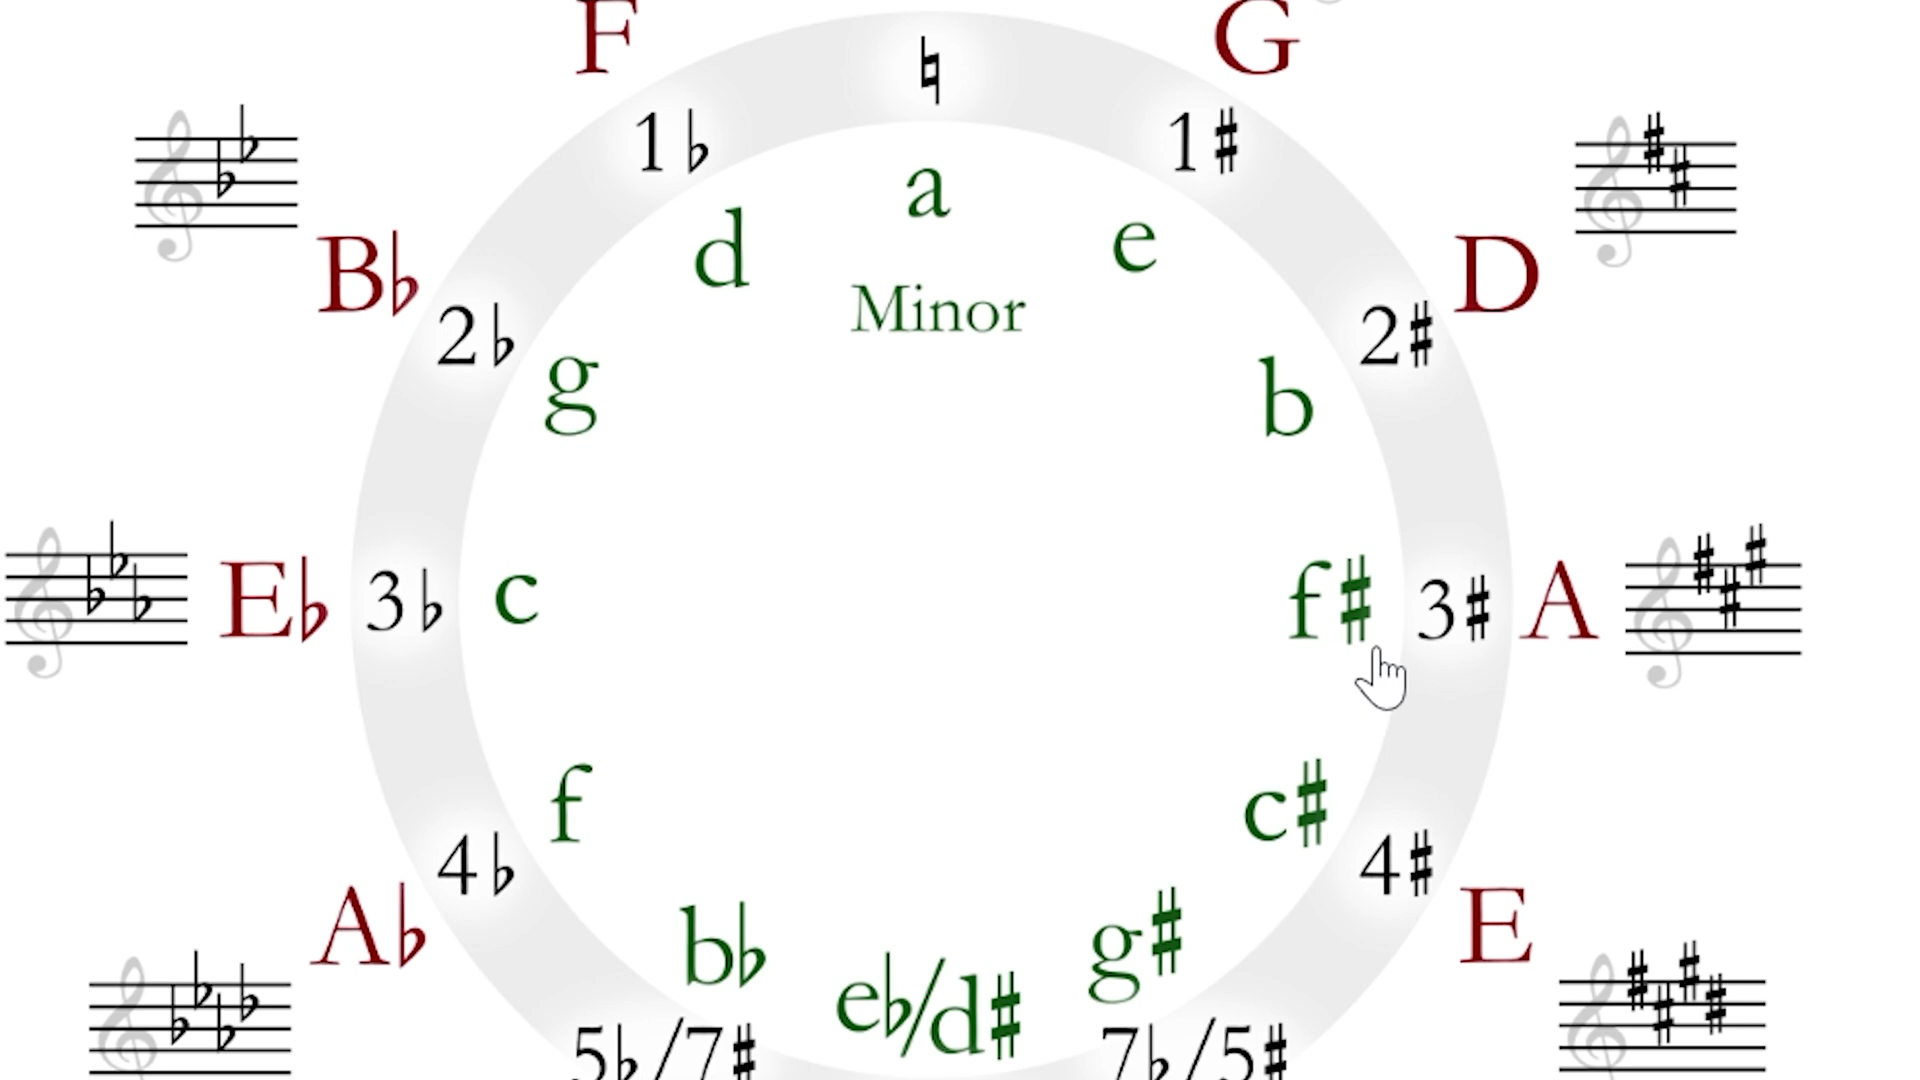 F ♮ G
1♭ 1♯
a
d e
Minor
B♭ D
2♭ 2♯
g b
E♭ 3♭ c f♯ 3♯ A
f c♯
4♭ 4♯
A♭ E
b♭ g♯
e♭/d♯
5♭/7♯ 7♭/5♯